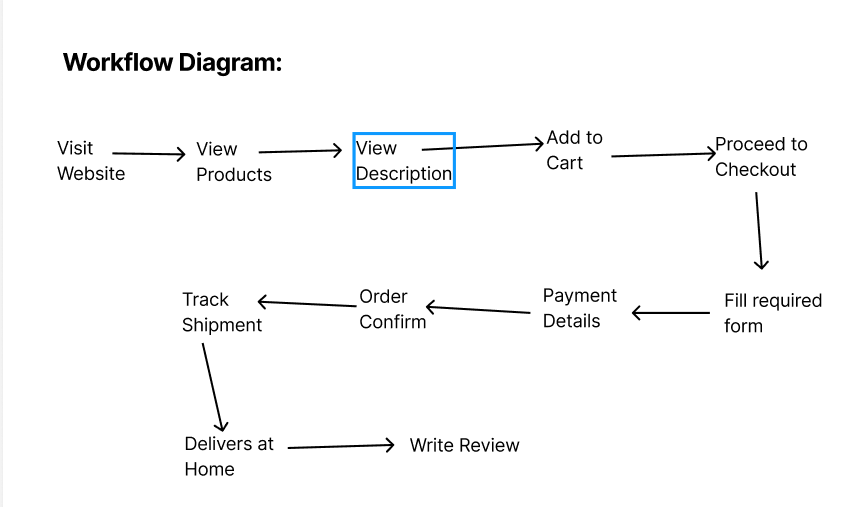 Workflow Diagram:
Visit
Website
View
Products
View
Description
Add to
Cart
Proceed to
Checkout
Fill required
form
Payment
Details
Order
Confirm
Track
Shipment
Delivers at
Home
Write Review